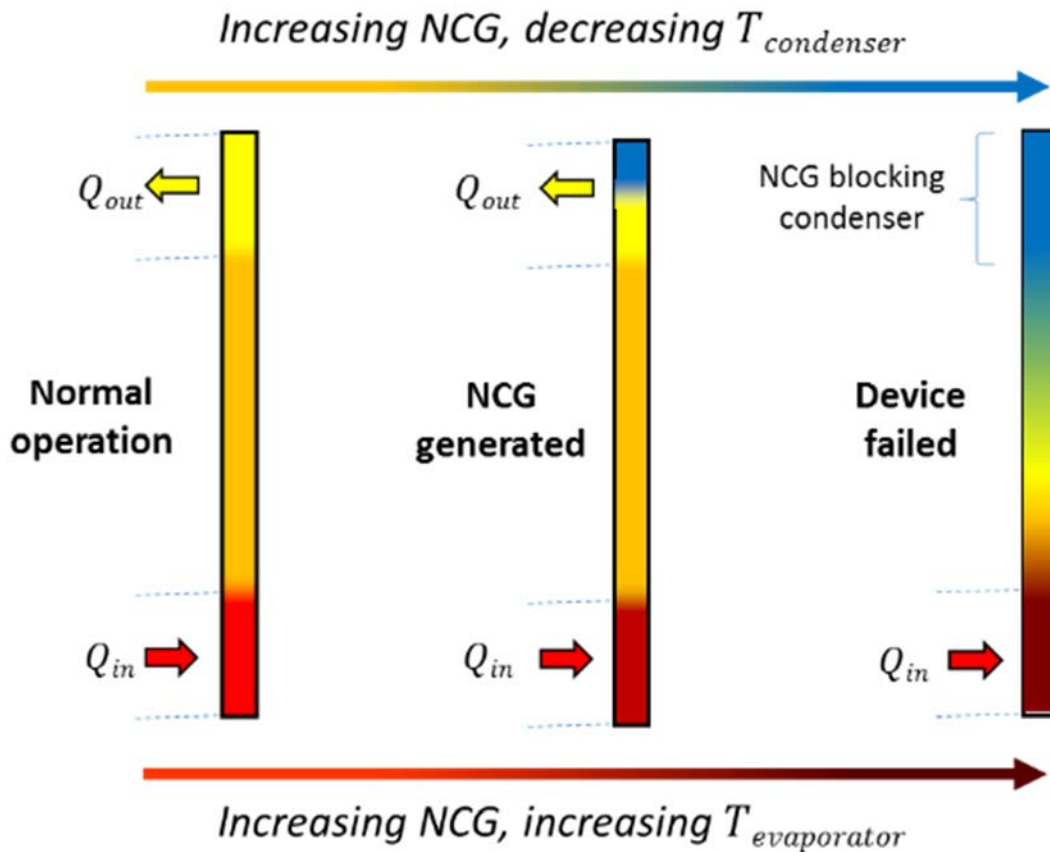 Increasing NCG, decreasing T_condenser
Q_out
Q_out
NCG blocking
condenser
Normal
operation
NCG
generated
Device
failed
Q_in
Q_in
Q_in
Increasing NCG, increasing T_evaporator